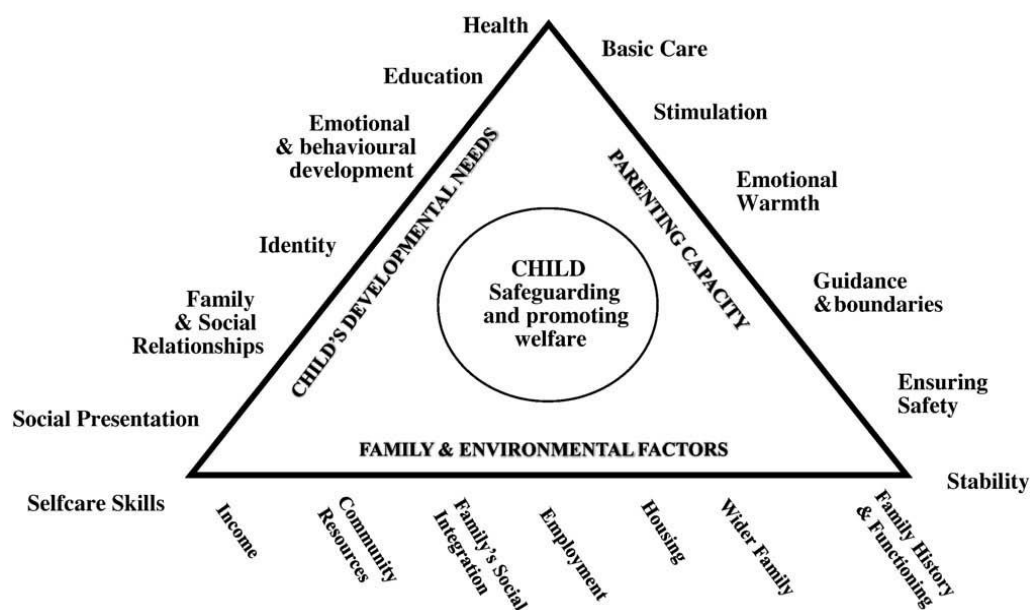 Health
Education
Emotional
& behavioural
development
Identity
Family
& Social
Relationships
Social Presentation
Selfcare Skills
CHILD'S DEVELOPMENTAL NEEDS
Basic Care
Stimulation
Emotional
Warmth
Guidance
& boundaries
Ensuring
Safety
Stability
PARENTING CAPACITY
CHILD
Safeguarding
and promoting
welfare
FAMILY & ENVIRONMENTAL FACTORS
Income
Community
Resources
Family's Social
Integration
Employment
Housing
Wider Family
Family History
& Functioning